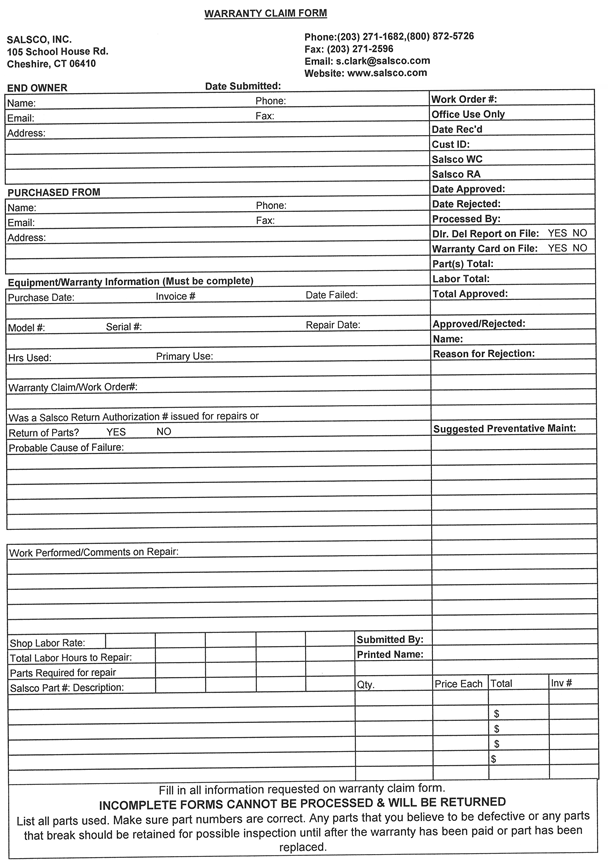 WARRANTY CLAIM FORM
SALSCO, INC.
105 School House Rd.
Cheshire, CT 06410
Phone:(203) 271-1682,(800) 872-5726
Fax: (203) 271-2596
Email: s.clark@salsco.com
Website: www.salsco.com
END OWNER Date Submitted:
Name: Phone:
Email: Fax:
Address:
PURCHASED FROM
Name: Phone:
Email: Fax:
Address:
Equipment/Warranty Information (Must be complete)
Purchase Date: Invoice # Date Failed:
Model #: Serial #: Repair Date:
Hrs Used: Primary Use:
Warranty Claim/Work Order#:
Was a Salsco Return Authorization # issued for repairs or
Return of Parts? YES NO
Probable Cause of Failure:
Work Performed/Comments on Repair:
Work Order #:
Office Use Only
Date Rec'd
Cust ID:
Salsco WC
Salsco RA
Date Approved:
Date Rejected:
Processed By:
Dlr. Del Report on File: YES NO
Warranty Card on File: YES NO
Part(s) Total:
Labor Total:
Total Approved:
Approved/Rejected:
Name:
Reason for Rejection:
Suggested Preventative Maint:
Shop Labor Rate:
Total Labor Hours to Repair:
Parts Required for repair
Submitted By:
Printed Name:
Salsco Part #: Description: Qty. Price Each Total Inv #
$
$
$
$
Fill in all information requested on warranty claim form.
INCOMPLETE FORMS CANNOT BE PROCESSED & WILL BE RETURNED
List all parts used. Make sure part numbers are correct. Any parts that you believe to be defective or any parts
that break should be retained for possible inspection until after the warranty has been paid or part has been
replaced.